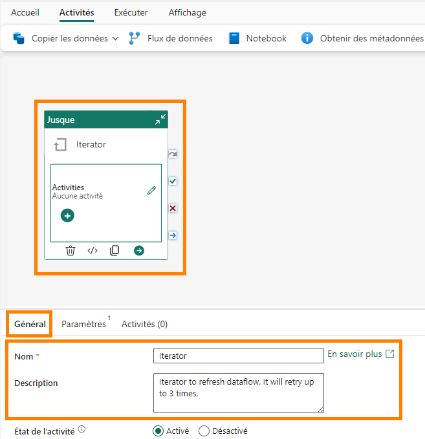 Accueil Activités Exécuter Affichage
Copier les données Flux de données Notebook Obtenir des métadonnées
Jusque
Iterator
Activities
Aucune activité
Général Paramètres 1 Activités (0)
Nom * Iterator En savoir plus
Description Iterator to refresh dataflow. It will retry up
to 3 times.
État de l'activité Activé Désactivé